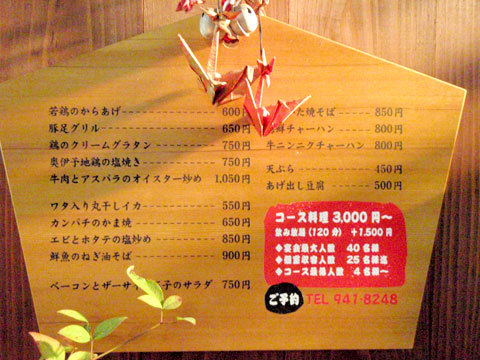 若鶏のからあげ 600円
豚足グリル 650円
鶏のクリームグラタン 750円
奥伊予地鶏の塩焼き 750円
牛肉とアスパラのオイスター炒め 1,050円
ワタ入り丸干しイカ 550円
カンパチのかま焼 650円
エビとホタテの塩炒め 850円
鮮魚のねぎ油そば 900円
ベーコンとザーサイ 子のサラダ 750円
た焼そば 850円
鮮チャーハン 800円
牛ニンニクチャーハン 800円
天ぷら 450円
あげ出し豆腐 500円
コース料理 3,000円〜
飲み放題(120分) +1,500円
◆宴会最大人数 40名様
◆個室収容人数 25名様迄
◆コース最低人数 4名様〜
ご予約 TEL 941-8248